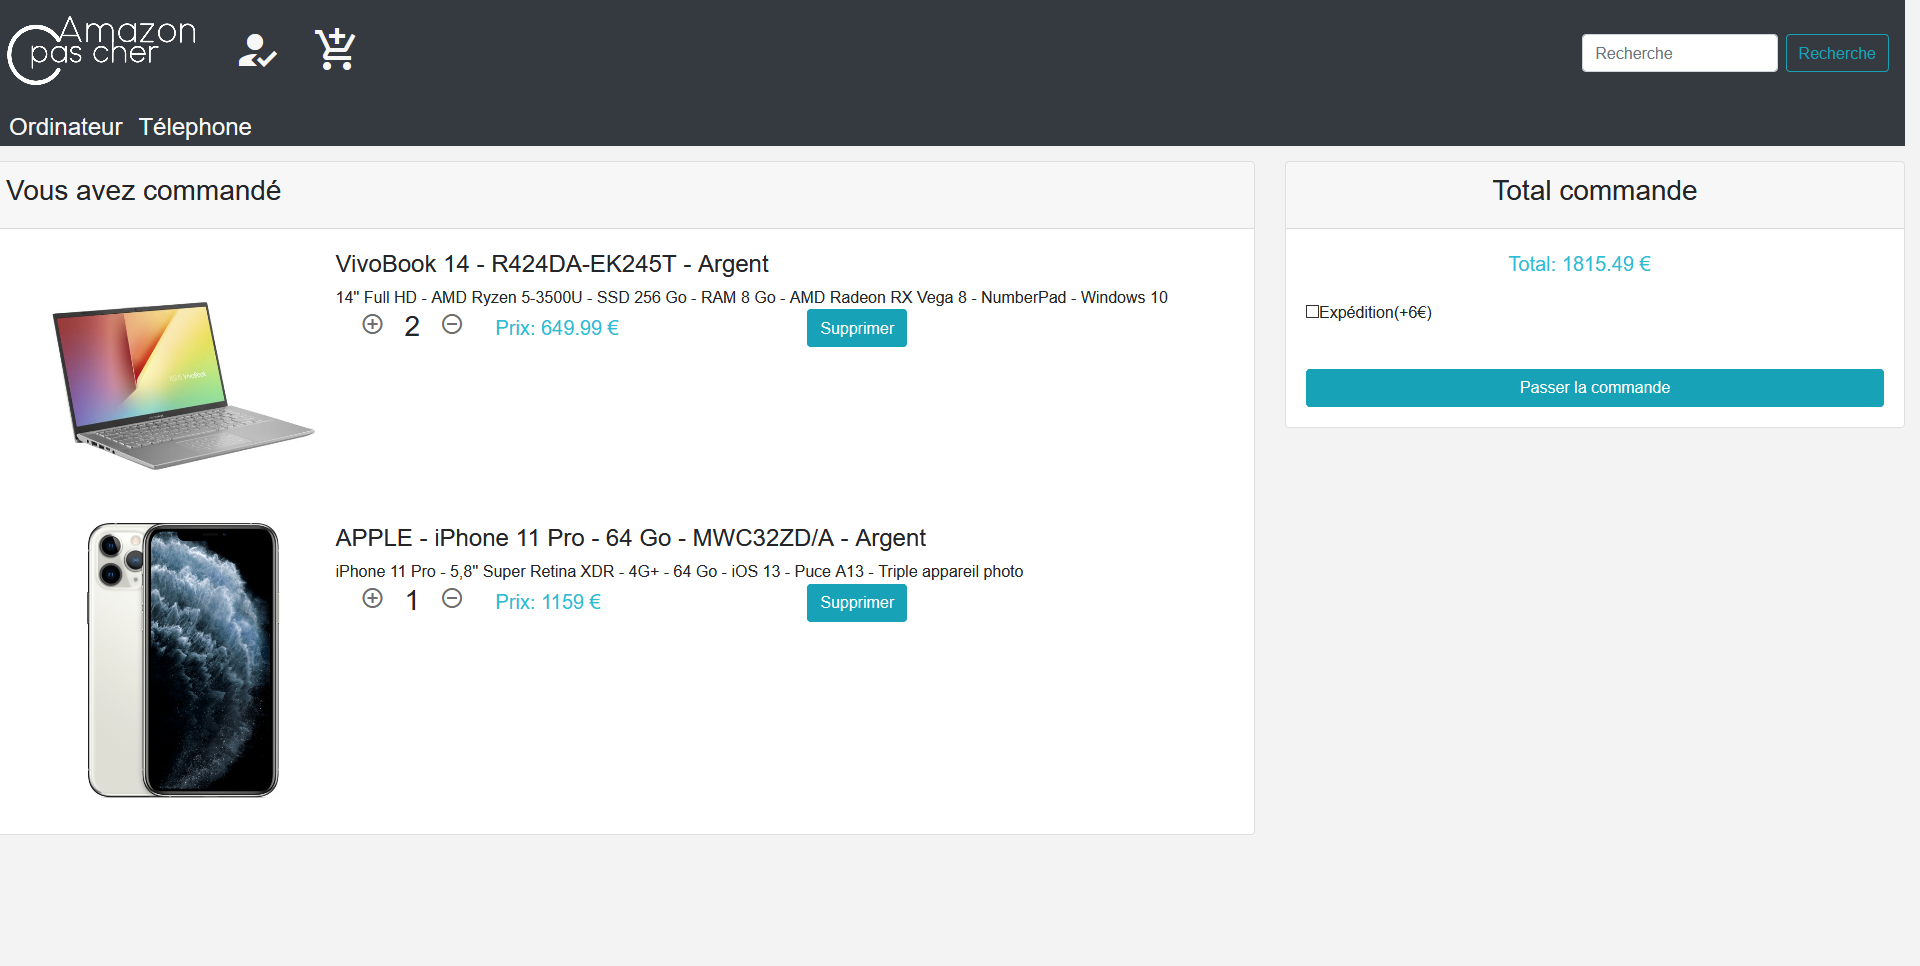 Amazon
pas cher
Recherche
Recherche
Ordinateur Télephone
Vous avez commandé
VivoBook 14 - R424DA-EK245T - Argent
14" Full HD - AMD Ryzen 5-3500U - SSD 256 Go - RAM 8 Go - AMD Radeon RX Vega 8 - NumberPad - Windows 10
2 Prix: 649.99 € Supprimer
APPLE - iPhone 11 Pro - 64 Go - MWC32ZD/A - Argent
iPhone 11 Pro - 5,8" Super Retina XDR - 4G+ - 64 Go - iOS 13 - Puce A13 - Triple appareil photo
1 Prix: 1159 € Supprimer
Total commande
Total: 1815.49 €
Expédition(+6€)
Passer la commande